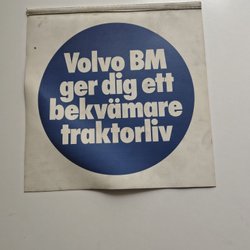 Volvo BM
ger dig ett
bekvämare
traktorliv